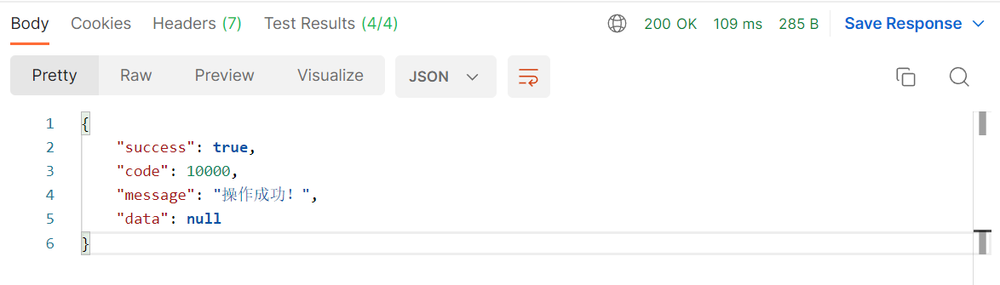 Body Cookies Headers (7) Test Results (4/4) 200 OK 109 ms 285 B Save Response
Pretty Raw Preview Visualize JSON
1 {
2 "success": true,
3 "code": 10000,
4 "message": "操作成功！",
5 "data": null
6 }